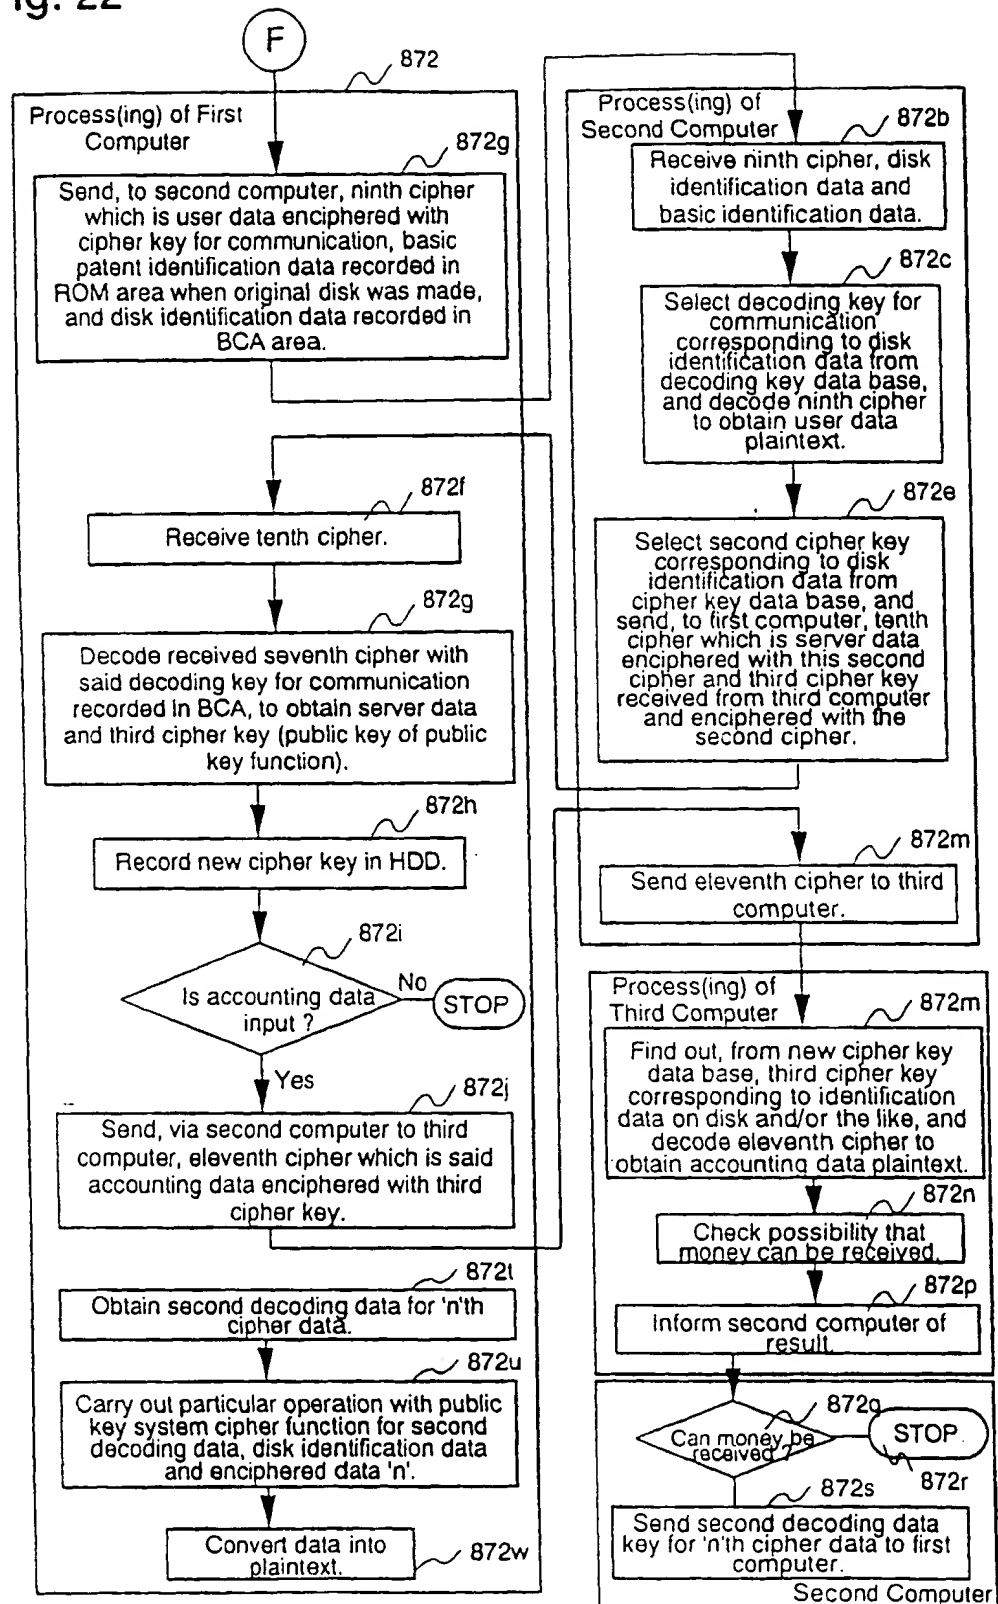 Fig. 22
F
872
Process(ing) of First
Computer
872g
Send, to second computer, ninth cipher
which is user data enciphered with
cipher key for communication, basic
patent identification data recorded in
ROM area when original disk was made,
and disk identification data recorded in
BCA area.
872f
Receive tenth cipher.
872g
Decode received seventh cipher with
said decoding key for communication
recorded in BCA, to obtain server data
and third cipher key (public key of public
key function).
872h
Record new cipher key in HDD.
872i
Is accounting data
input ?
No
STOP
Yes
872j
Send, via second computer to third
computer, eleventh cipher which is said
accounting data enciphered with third
cipher key.
872t
Obtain second decoding data for 'n'th
cipher data.
872u
Carry out particular operation with public
key system cipher function for second
decoding data, disk identification data
and enciphered data 'n'.
Convert data into
plaintext.
872w
Process(ing) of
Second Computer
872b
Receive ninth cipher, disk
identification data and
basic identification data.
872c
Select decoding key for
communication
corresponding to disk
identification data from
decoding key data base,
and decode ninth cipher
to obtain user data
plaintext.
872e
Select second cipher key
corresponding to disk
identification data from
cipher key data base, and
send, to first computer, tenth
cipher which is server data
enciphered with this second
cipher and third cipher key
received from third computer
and enciphered with the
second cipher.
872m
Send eleventh cipher to third
computer.
Process(ing) of
Third Computer
872m
Find out, from new cipher key
data base, third cipher key
corresponding to identification
data on disk and/or the like, and
decode eleventh cipher to
obtain accounting data plaintext.
872n
Check possibility that
money can be received.
872p
Inform second computer of
result.
872q
Can money be
received ?
STOP
872r
872s
Send second decoding data
key for 'n'th cipher data to first
computer.
Second Computer